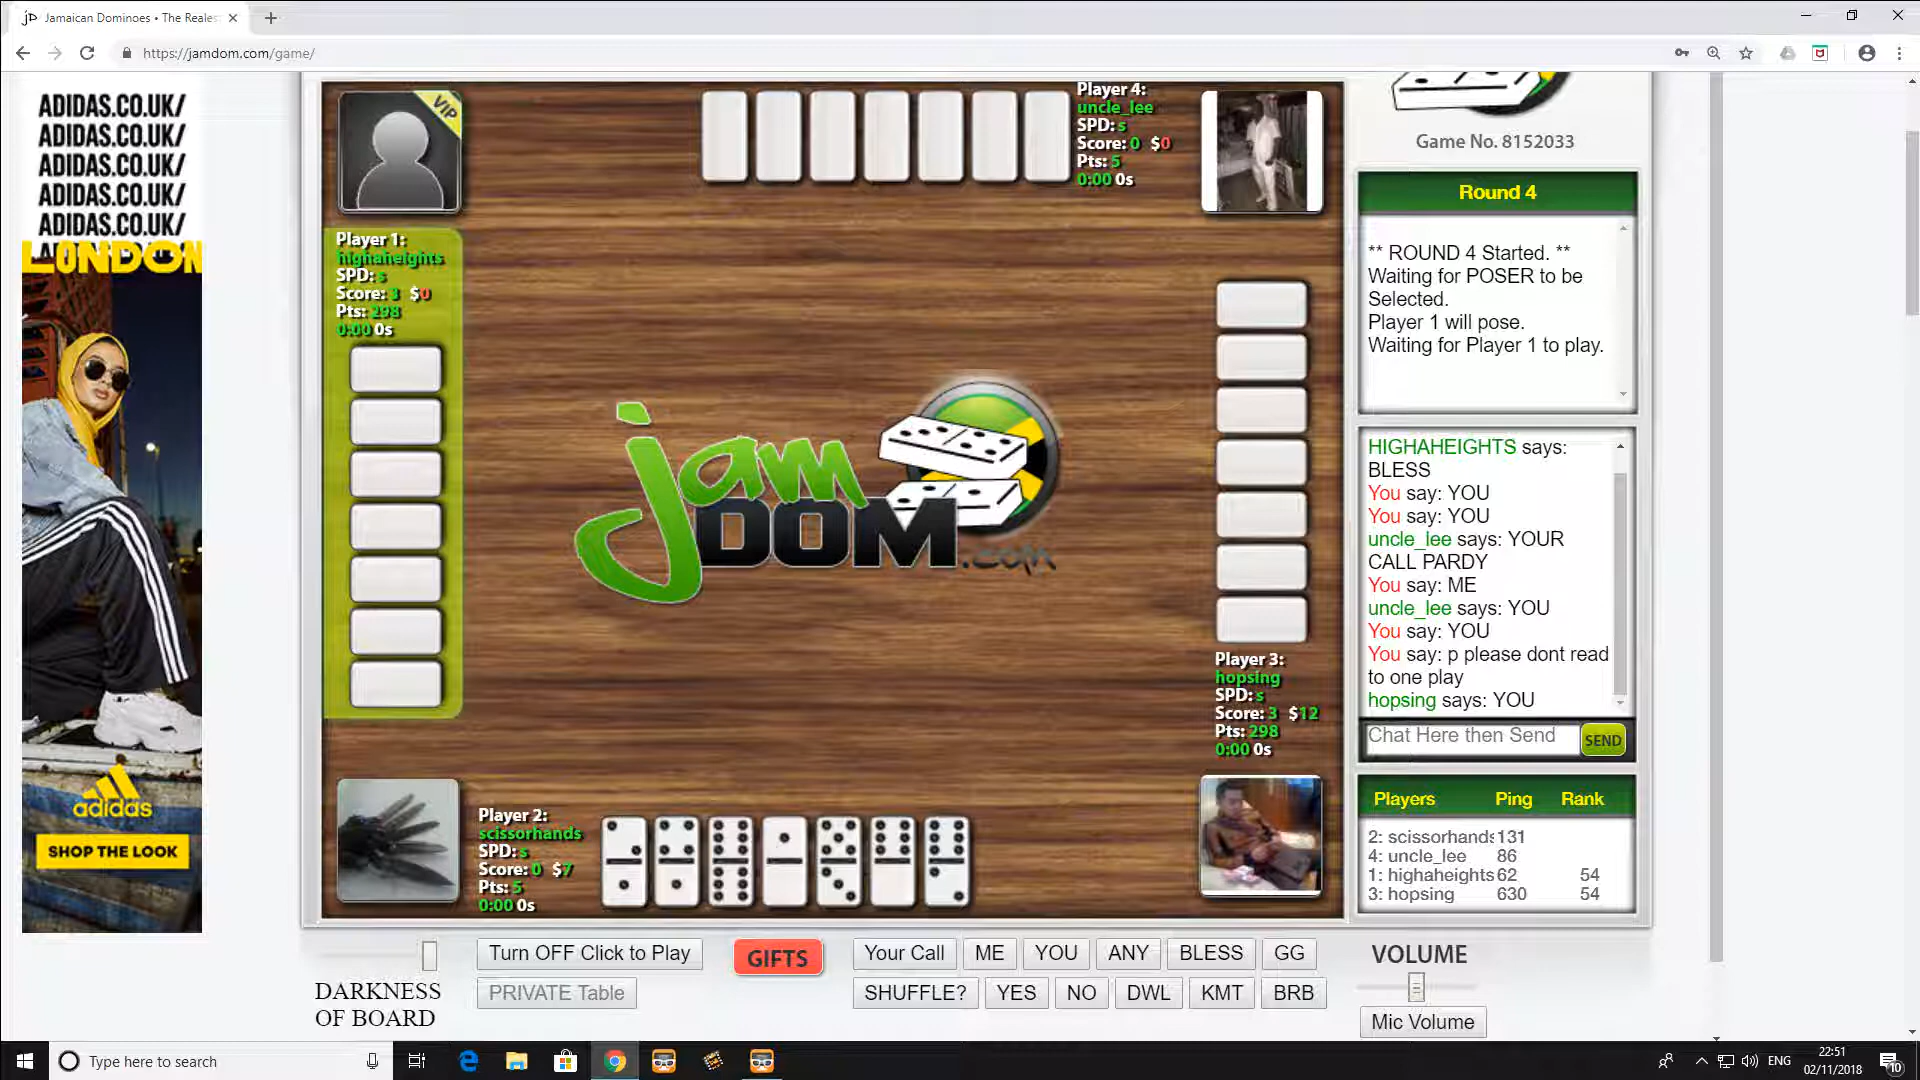 Jamaican Dominoes • The Reales
https://jamdom.com/game/
ADIDAS.CO.UK/
ADIDAS.CO.UK/
ADIDAS.CO.UK/
ADIDAS.CO.UK/
ADIDAS.CO.UK/
LONDON
adidas
SHOP THE LOOK
VIP
Player 1:
highaheights
SPD: s
Score: 3 $0
Pts: 298
0:00 0s
Player 4:
uncle_lee
SPD: s
Score: 0 $0
Pts: 5
0:00 0s
jam
DOM
.com
Player 3:
hopsing
SPD: s
Score: 3 $12
Pts: 298
0:00 0s
Player 2:
scissorhands
SPD: s
Score: 0 $7
Pts: 5
0:00 0s
Game No. 8152033
Round 4
** ROUND 4 Started. **
Waiting for POSER to be
Selected.
Player 1 will pose.
Waiting for Player 1 to play.
HIGHAHEIGHTS says:
BLESS
You say: YOU
You say: YOU
uncle_lee says: YOUR
CALL PARDY
You say: ME
uncle_lee says: YOU
You say: YOU
You say: p please dont read
to one play
hopsing says: YOU
Chat Here then Send
SEND
Players Ping Rank
2: scissorhands 131
4: uncle_lee 86
1: highaheights 62 54
3: hopsing 630 54
DARKNESS
OF BOARD
Turn OFF Click to Play
PRIVATE Table
GIFTS
Your Call ME YOU ANY BLESS GG
SHUFFLE? YES NO DWL KMT BRB
VOLUME
Mic Volume
Type here to search
ENG
22:51
02/11/2018
10